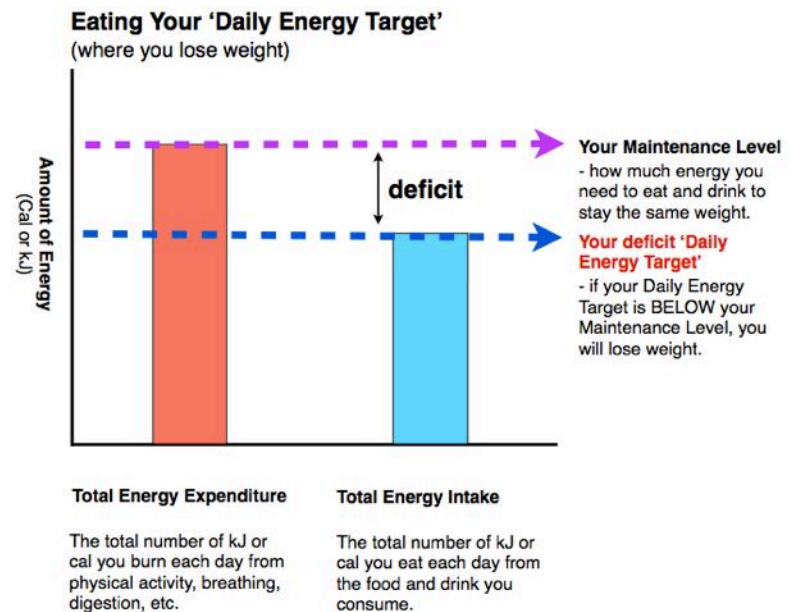 Eating Your ‘Daily Energy Target’
(where you lose weight)
Amount of Energy
(Cal or kJ)
deficit
Your Maintenance Level
- how much energy you
need to eat and drink to
stay the same weight.
Your deficit ‘Daily
Energy Target’
- if your Daily Energy
Target is BELOW your
Maintenance Level, you
will lose weight.
Total Energy Expenditure
The total number of kJ or
cal you burn each day from
physical activity, breathing,
digestion, etc.
Total Energy Intake
The total number of kJ or
cal you eat each day from
the food and drink you
consume.